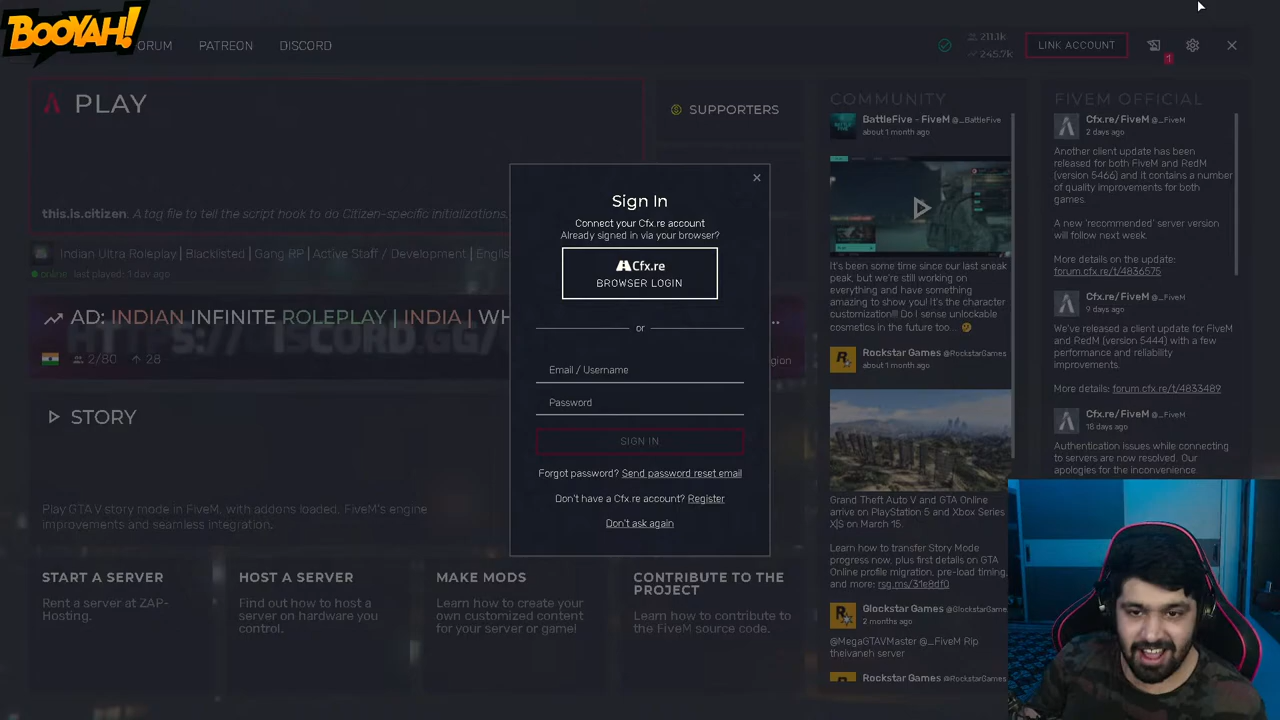 BOOYAH!
ORUM
PATREON
DISCORD
211.1k
245.7k
LINK ACCOUNT
1
PLAY
this.is.citizen. A tag file to tell the script hook to do Citizen-specific initializations.
Indian Ultra Roleplay | Blacklisted | Gang RP | Active Staff / Development | Englis
online · last played: 1 day ago
AD: INDIAN INFINITE ROLEPLAY | INDIA | WH
..
2/80
28
gion
STORY
Play GTA V story mode in FiveM, with addons loaded, FiveM's engine
improvements and seamless integration.
START A SERVER
Rent a server at ZAP-
Hosting.
HOST A SERVER
Find out how to host a
server on hardware you
control.
MAKE MODS
Learn how to create your
own customized content
for your server or game!
CONTRIBUTE TO THE
PROJECT
Learn how to contribute to
the FiveM source code.
SUPPORTERS
Sign In
Connect your Cfx.re account
Already signed in via your browser?
Cfx.re
BROWSER LOGIN
or
Email / Username
Password
SIGN IN
Forgot password? Send password reset email
Don't have a Cfx.re account? Register
Don't ask again
COMMUNITY
BattleFive - FiveM @_BattleFive
about 1 month ago
It's been some time since our last sneak
peak, but we're still working on
everything and have something
amazing to show you! It's the character
customization!!! Do I sense unlockable
cosmetics in the future too...
Rockstar Games @RockstarGames
about 1 month ago
Grand Theft Auto V and GTA Online
arrive on PlayStation 5 and Xbox Series
X|S on March 15.
Learn how to transfer Story Mode
progress now, plus first details on GTA
Online profile migration, pre-load timing,
and more: rsg.ms/31e8df0
Glockstar Games @GlockstarGame
2 months ago
@MegaGTAVMaster @_FiveM Rip
thelvaneh server
Rockstar Games @RockstarGames
FIVEM OFFICIAL
Cfx.re/FiveM @_FiveM
2 days ago
Another client update has been
released for both FiveM and RedM
(version 5466) and it contains a number
of quality improvements for both
games.
A new 'recommended' server version
will follow next week.
More details on the update:
forum.cfx.re/t/4836575
Cfx.re/FiveM @_FiveM
9 days ago
We've released a client update for FiveM
and RedM (version 5444) with a few
performance and reliability
improvements.
More details: forum.cfx.re/t/4833489
Cfx.re/FiveM @_FiveM
18 days ago
Authentication issues while connecting
to servers are now resolved. Our
apologies for the inconvenience.